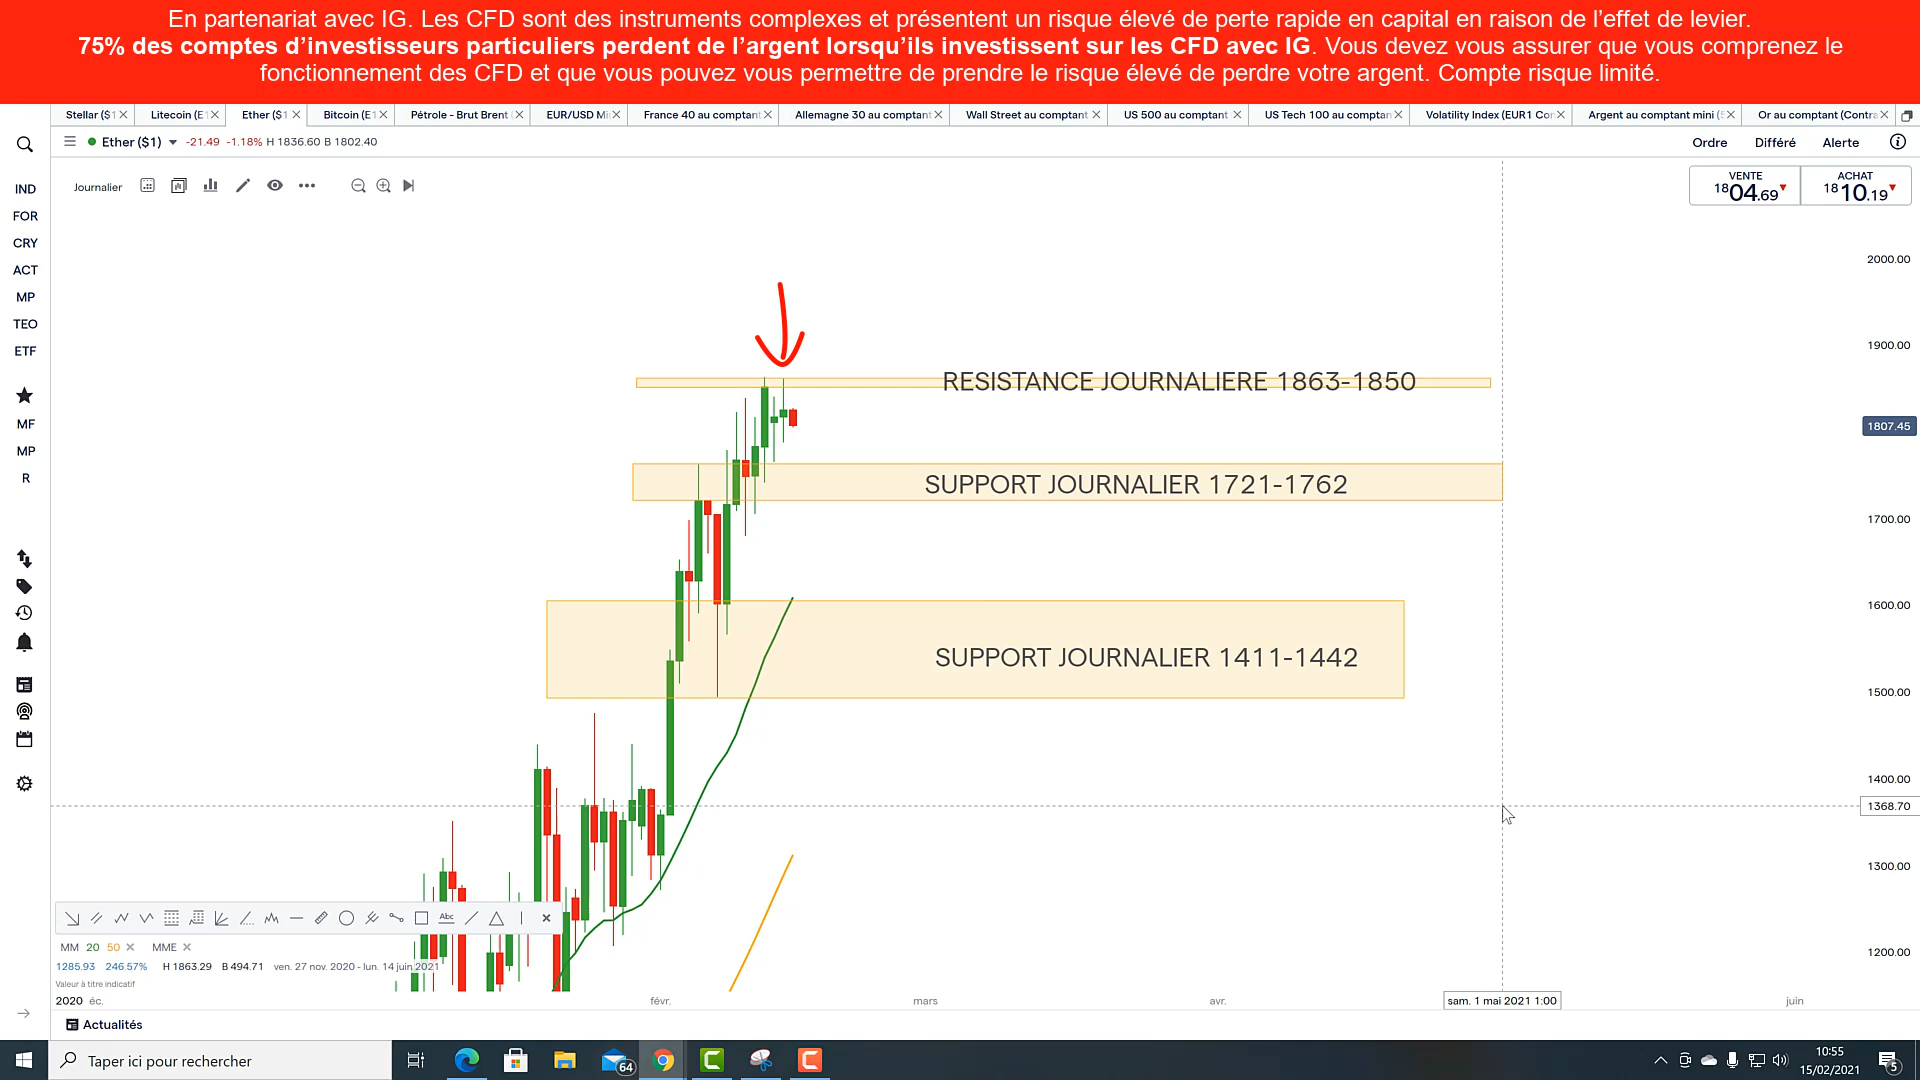 En partenariat avec IG. Les CFD sont des instruments complexes et présentent un risque élevé de perte rapide en capital en raison de l'effet de levier.
75% des comptes d'investisseurs particuliers perdent de l'argent lorsqu'ils investissent sur les CFD avec IG. Vous devez vous assurer que vous comprenez le
fonctionnement des CFD et que vous pouvez vous permettre de prendre le risque élevé de perdre votre argent. Compte risque limité.
Stellar ($1 Litecoin (E1 Ether ($1 Bitcoin (E1 Pétrole - Brut Brent EUR/USD Mi France 40 au comptant Allemagne 30 au comptant Wall Street au comptant US 500 au comptant US Tech 100 au comptan Volatility Index (EUR1 Con Argent au comptant mini (E Or au comptant (Contra
Ether ($1) -21.49 -1.18% H 1836.60 B 1802.40
Ordre Différé Alerte
Journalier
VENTE ACHAT
1804.69 1810.19
IND
FOR
CRY
ACT
MP
TEO
ETF
MF
MP
R
2000.00
1900.00
RESISTANCE JOURNALIERE 1863-1850
1807.45
SUPPORT JOURNALIER 1721-1762
1700.00
1600.00
SUPPORT JOURNALIER 1411-1442
1500.00
1400.00
1368.70
1300.00
1200.00
Abc
MM 20 50 MME
1285.93 246.57% H 1863.29 B 494.71 ven. 27 nov. 2020 - lun. 14 juin 2021
Valeur à titre indicatif
2020 éc. févr. mars avr. sam. 1 mai 2021 1:00 juin
Actualités
Taper ici pour rechercher
64
10:55
15/02/2021
5